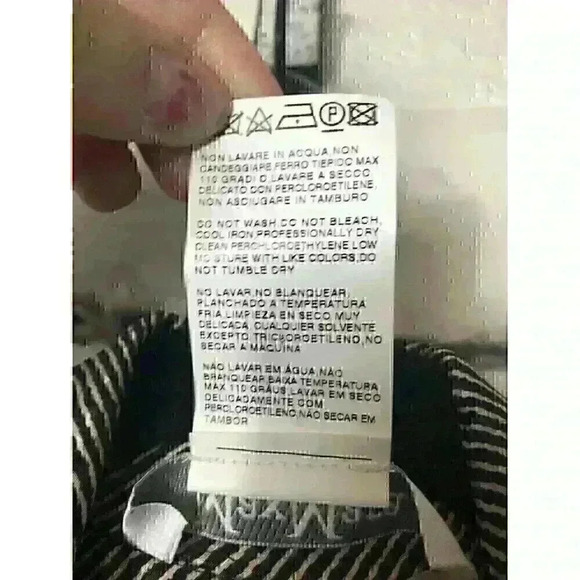 P
NON LAVARE IN ACQUA NON
CANDEGGIARE, FERRO TIEPIDO MAX
110 GRADI C, LAVARE A SECCO
DELICATO CON PERCLOROETILENE,
NON ASCIUGARE IN TAMBURO
DO NOT WASH,DO NOT BLEACH,
COOL IRON PROFESSIONALLY DRY
CLEAN PERCHLOROETHYLENE LOW
MOISTURE WITH LIKE COLORS,DO
NOT TUMBLE DRY
NO LAVAR,NO BLANQUEAR,
PLANCHADO A TEMPERATURA
FRIA,LIMPIEZA EN SECO MUY
DELICADA, CUALQUIER SOLVENTE
EXCEPTO TRICLOROETILENO,NO
SECAR A MAQUINA
NÃO LAVAR EM ÁGUA,NÃO
BRANQUEAR,BAIXA TEMPERATURA
MAX 110 GRAUS,LAVAR EM SECO
DELICADAMENTE COM
PERCLOROETILENO,NÃO SECAR EM
TAMBOR